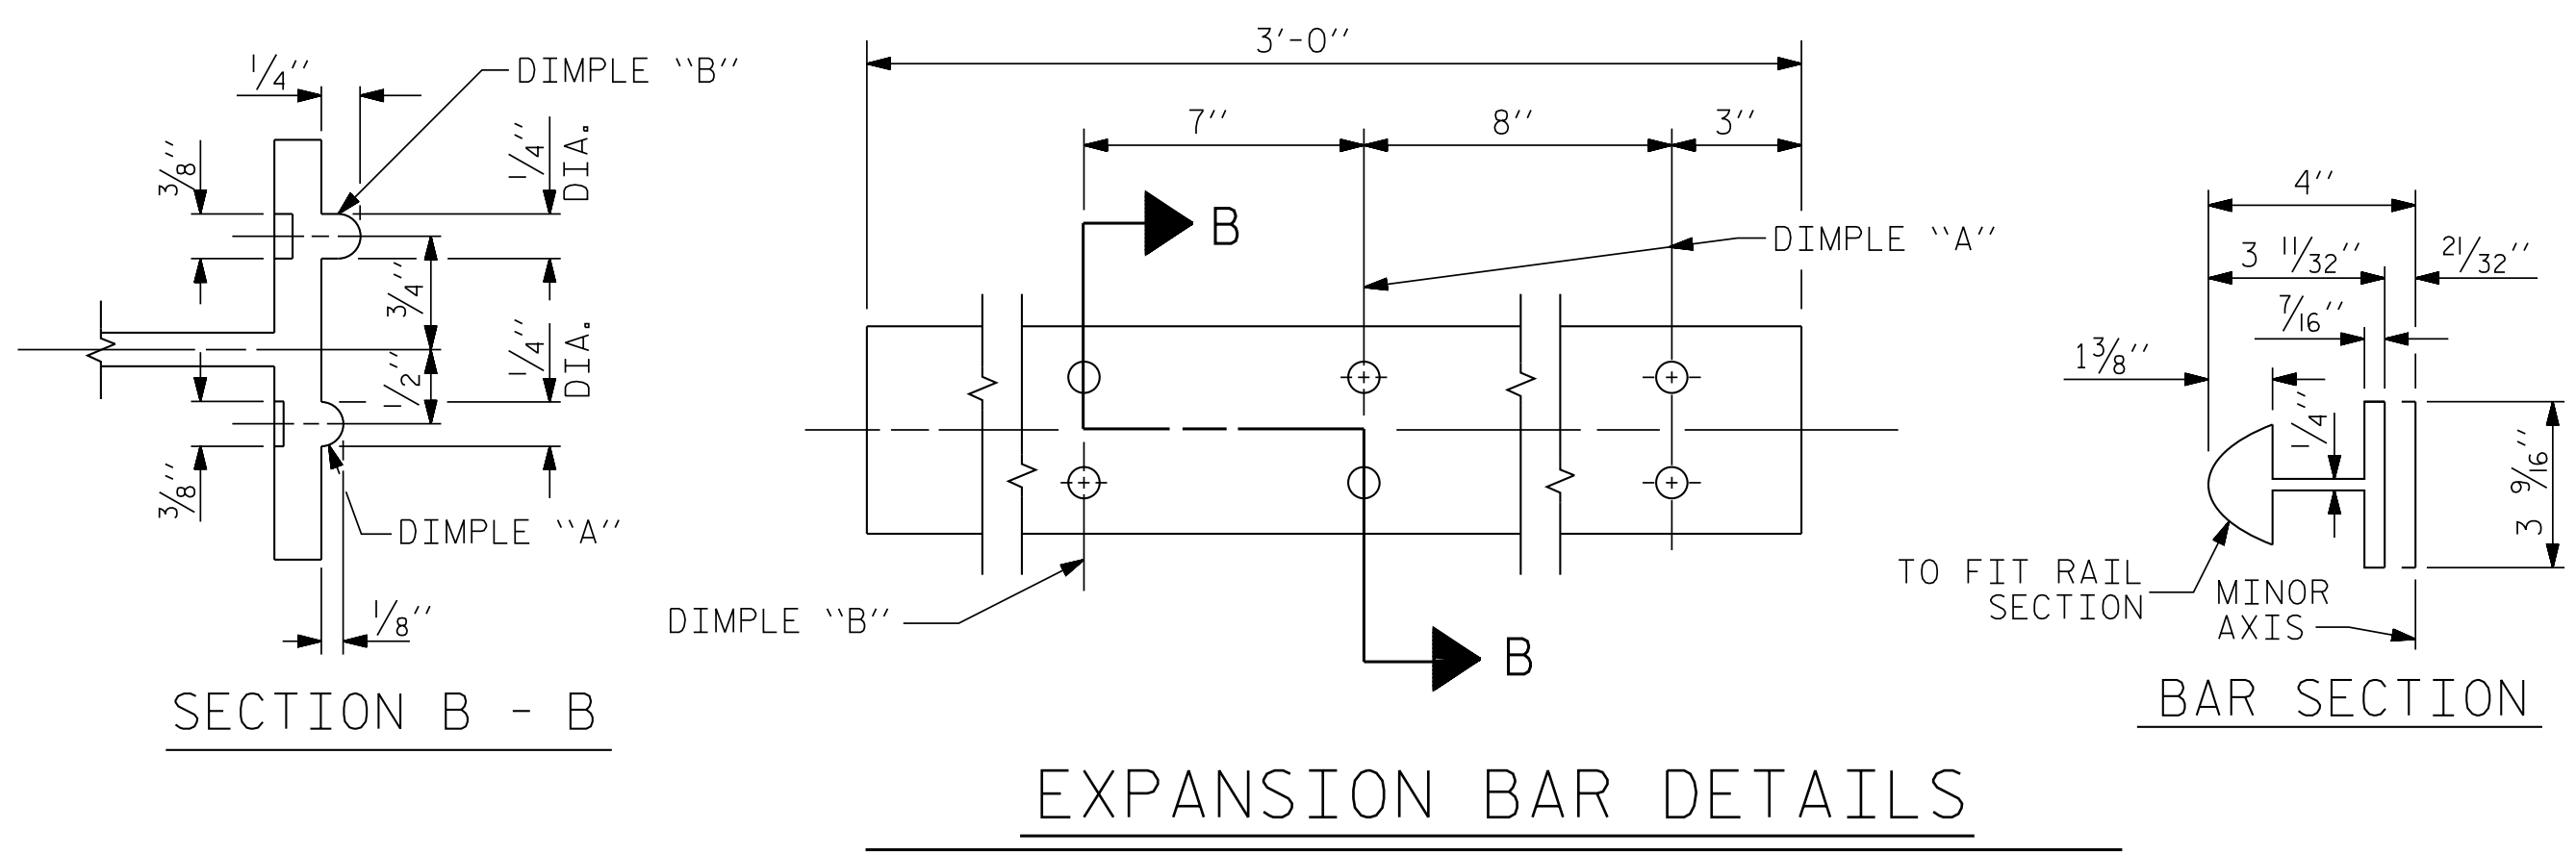 1/4''
DIMPLE ``B''
3/8''
1/4''
DIA.
3/4''
1/2''
1/4''
DIA.
3/8''
DIMPLE ``A''
1/8''
SECTION B - B
3'-0''
7''
8''
3''
B
DIMPLE ``A''
DIMPLE ``B''
B
EXPANSION BAR DETAILS
4''
3 11/32''
21/32''
7/16''
1 3/8''
1/4''
3 9/16''
TO FIT RAIL
SECTION
MINOR
AXIS
BAR SECTION